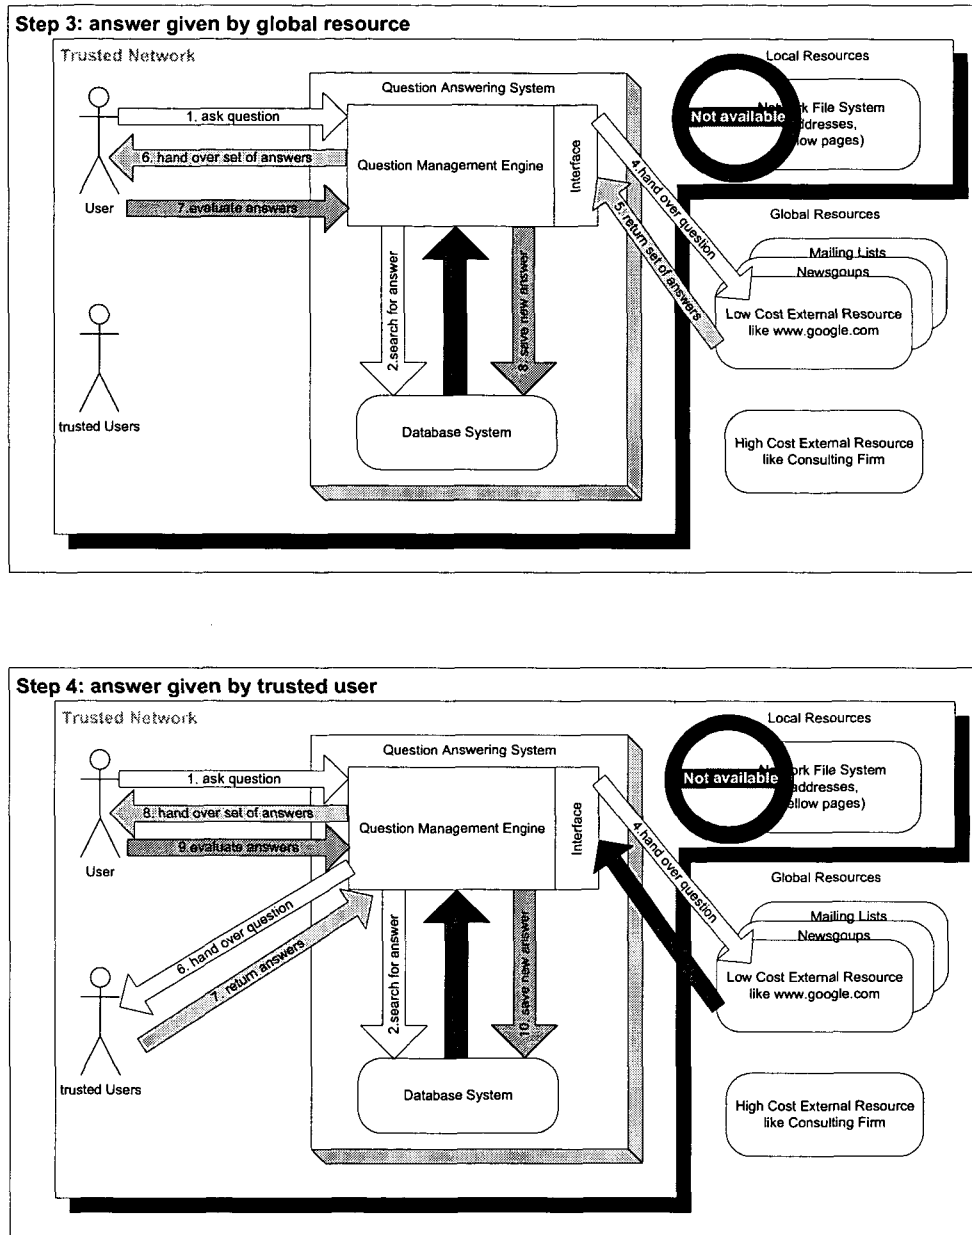 Step 3: answer given by global resource
Trusted Network
Local Resources
Question Answering System
Network File System
addresses,
llow pages)
Not available
1. ask question
6. hand over set of answers
Question Management Engine
Interface
7.evaluate answers
User
4.hand over question
5. return set of answers
Global Resources
Mailing Lists
Newsgoups
Low Cost External Resource
like www.google.com
2.search for answer
8. save new answer
Database System
trusted Users
High Cost External Resource
like Consulting Firm
Step 4: answer given by trusted user
Trusted Network
Local Resources
Question Answering System
rk File System
addresses,
ellow pages)
Not available
1. ask question
8. hand over set of answers
Question Management Engine
Interface
9.evaluate answers
User
4.hand over question
Global Resources
Mailing Lists
Newsgoups
Low Cost External Resource
like www.google.com
6. hand over question
7. return answers
2.search for answer
10. save new answer
trusted Users
Database System
High Cost External Resource
like Consulting Firm